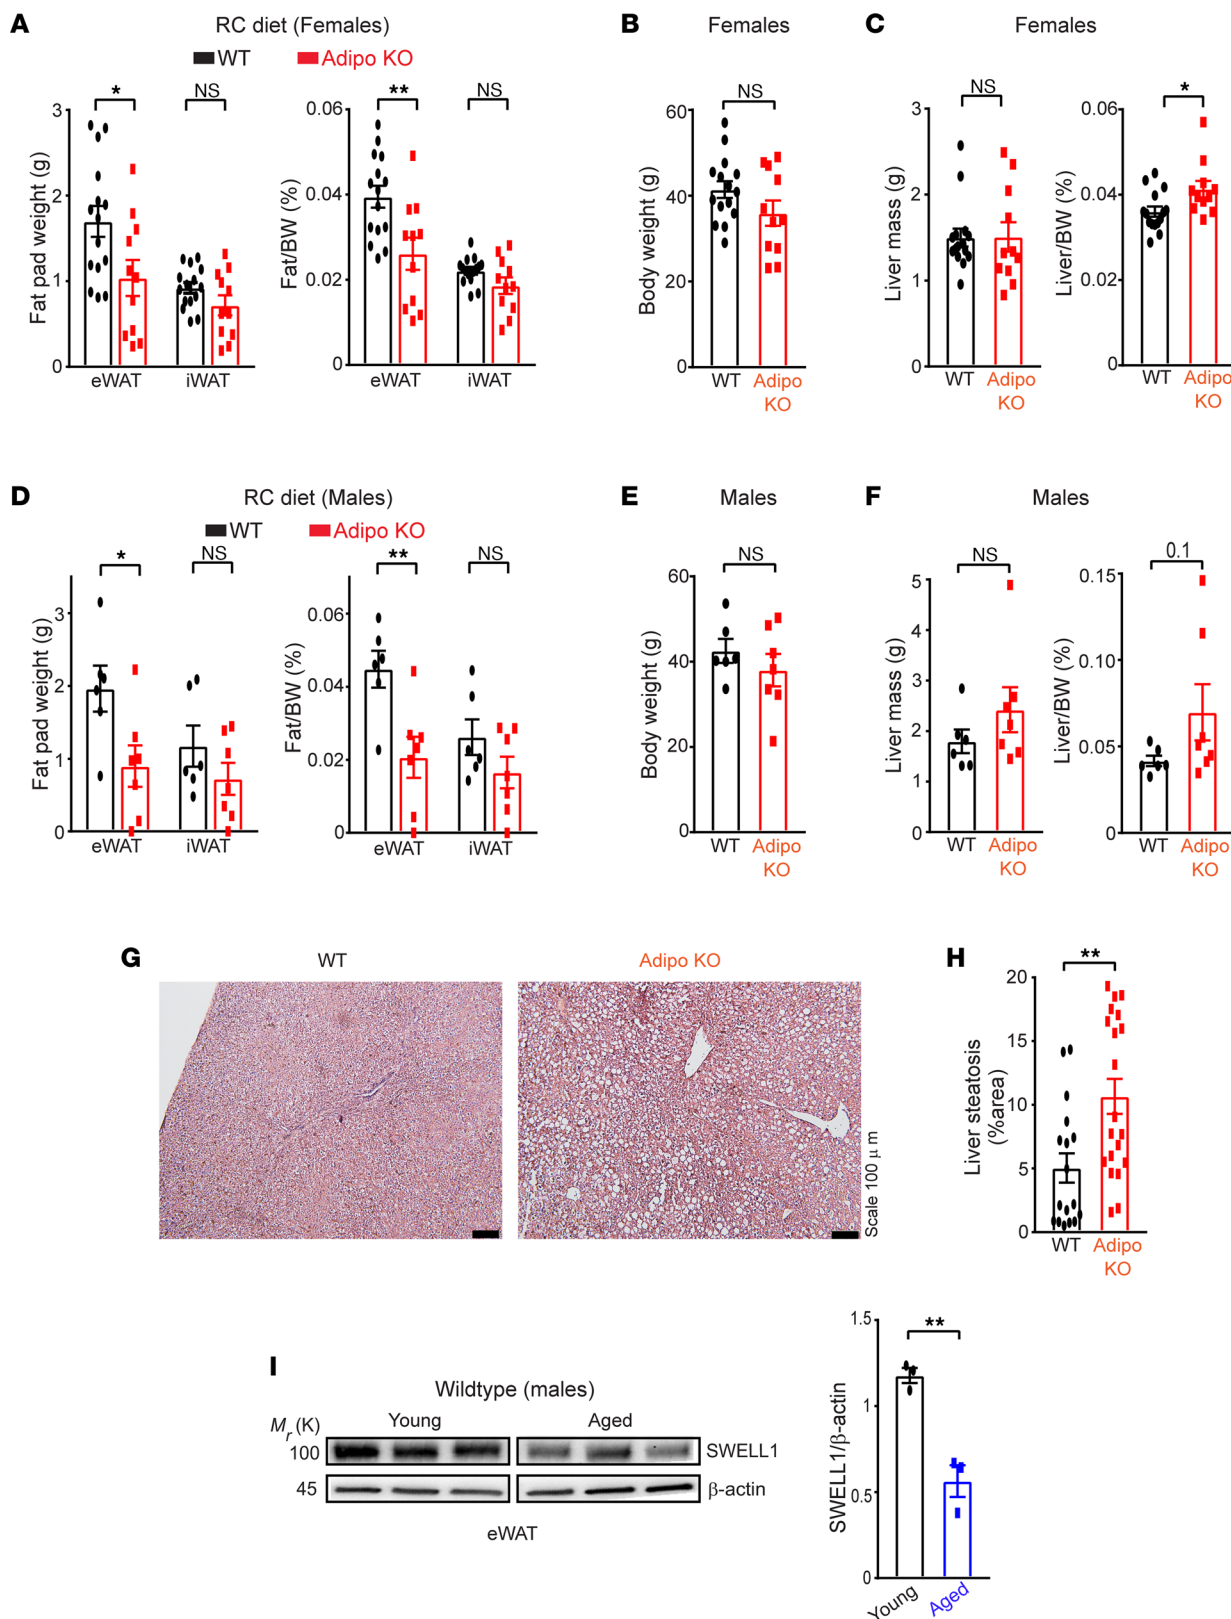 A
RC diet (Females)
WT
Adipo KO
*
NS
Fat pad weight (g)
3
2
1
0
eWAT
iWAT
**
NS
Fat/BW (%)
0.06
0.04
0.02
0
eWAT
iWAT
B
Females
NS
Body weight (g)
60
40
20
0
WT
Adipo
KO
C
Females
NS
Liver mass (g)
3
2
1
0
WT
Adipo
KO
*
Liver/BW (%)
0.06
0.04
0.02
0
WT
Adipo
KO
D
RC diet (Males)
WT
Adipo KO
*
NS
Fat pad weight (g)
3
2
1
0
eWAT
iWAT
**
NS
Fat/BW (%)
0.06
0.04
0.02
0
eWAT
iWAT
E
Males
NS
Body weight (g)
60
40
20
0
WT
Adipo
KO
F
Males
NS
Liver mass (g)
5
4
3
2
1
0
WT
Adipo
KO
0.1
Liver/BW (%)
0.15
0.10
0.05
0
WT
Adipo
KO
G
WT
Adipo KO
Scale 100 μ m
H
**
Liver steatosis
(%area)
20
15
10
5
0
WT
Adipo
KO
I
Wildtype (males)
Mr (K)
Young
Aged
100
SWELL1
45
β-actin
eWAT
**
SWELL1/β-actin
1.5
1
0.5
0
Young
Aged